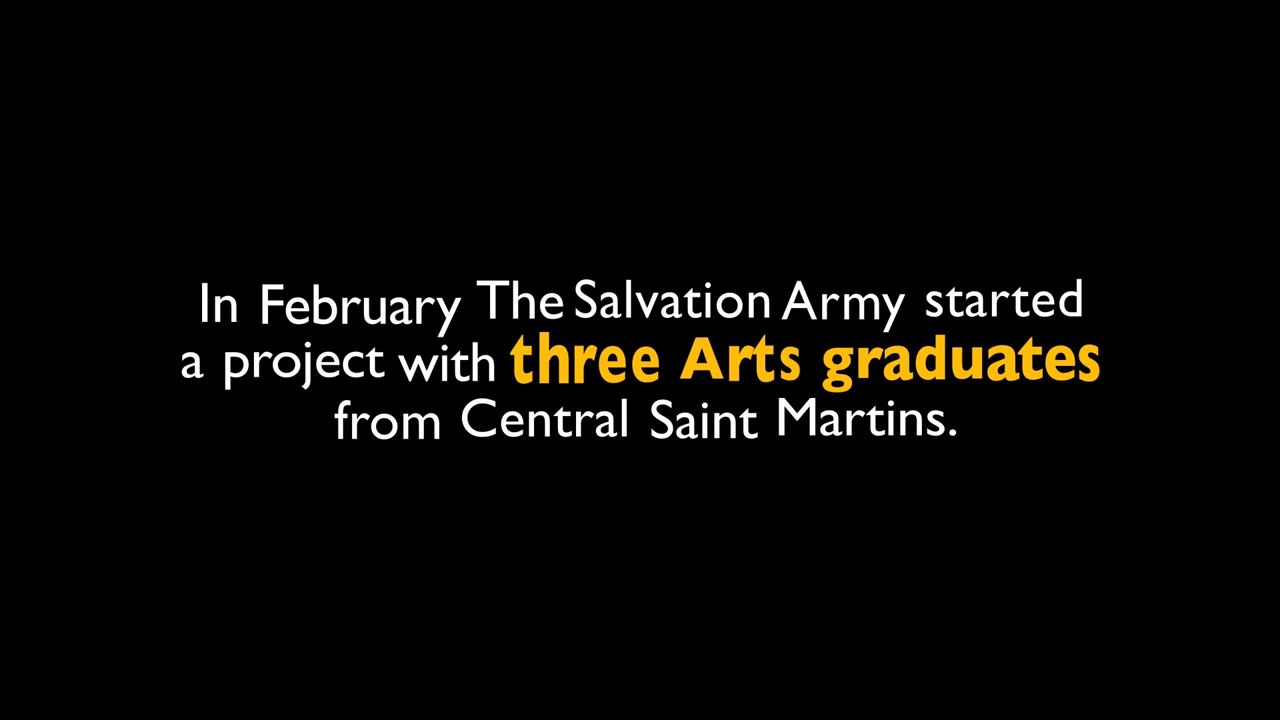 In February The Salvation Army started
a project with three Arts graduates
from Central Saint Martins.